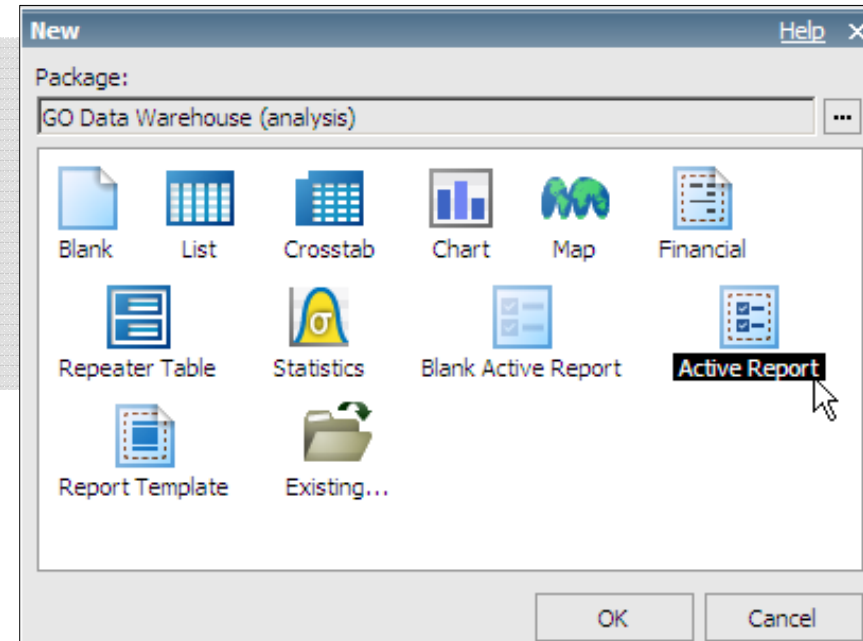 New Help
Package:
GO Data Warehouse (analysis)
...
Blank List Crosstab Chart Map Financial
Repeater Table Statistics Blank Active Report Active Report
Report Template Existing...
OK Cancel